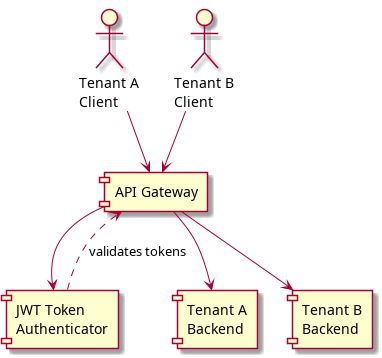 Tenant A
Client
Tenant B
Client
API Gateway
validates tokens
JWT Token
Authenticator
Tenant A
Backend
Tenant B
Backend